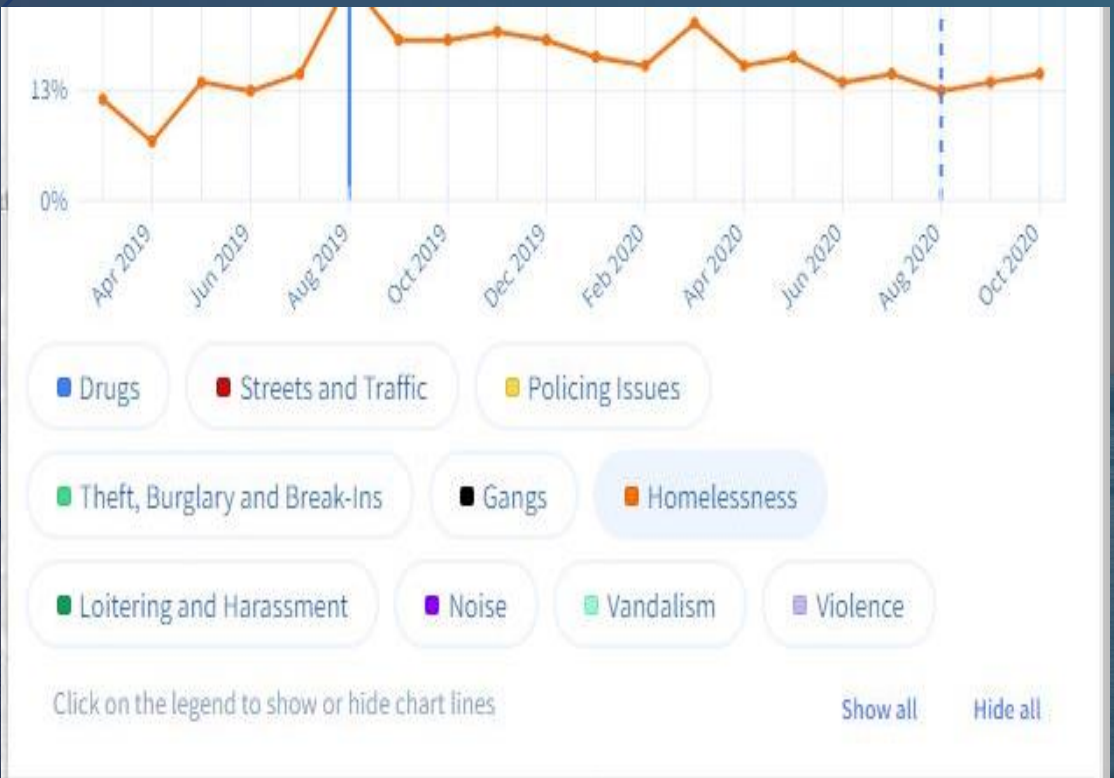 13%
0%
Apr 2019
Jun 2019
Aug 2019
Oct 2019
Dec 2019
Feb 2020
Apr 2020
Jun 2020
Aug 2020
Oct 2020
Drugs
Streets and Traffic
Policing Issues
Theft, Burglary and Break-Ins
Gangs
Homelessness
Loitering and Harassment
Noise
Vandalism
Violence
Click on the legend to show or hide chart lines
Show all
Hide all